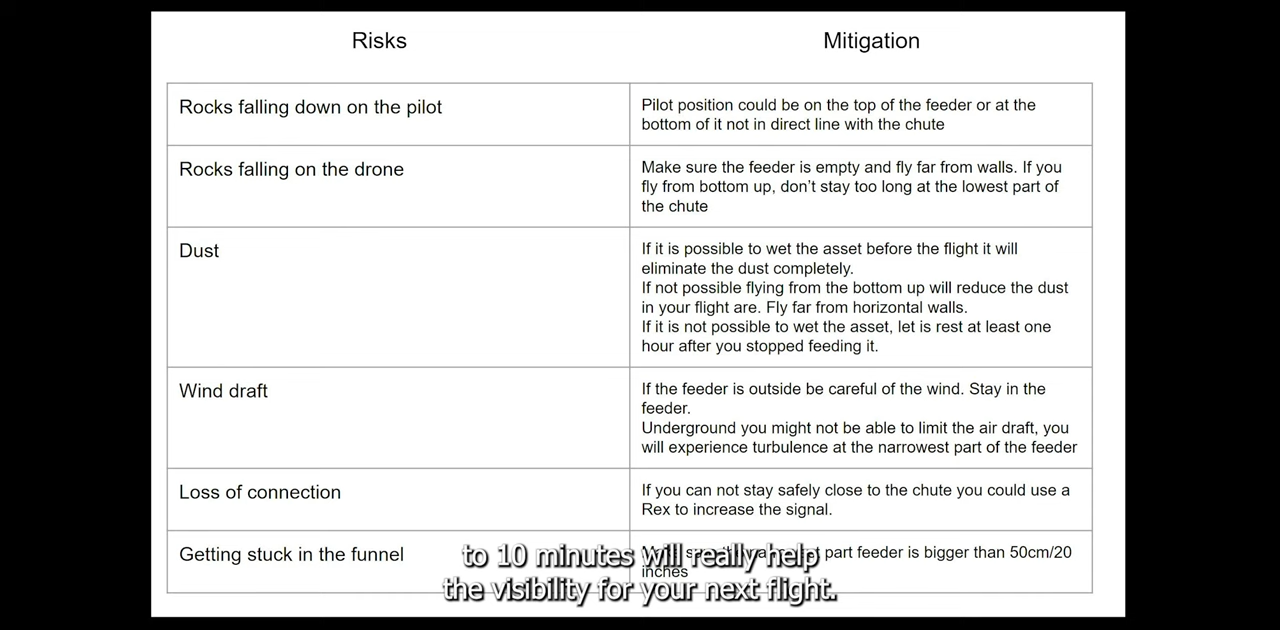 Risks
Mitigation
Rocks falling down on the pilot
Pilot position could be on the top of the feeder or at the
bottom of it not in direct line with the chute
Rocks falling on the drone
Make sure the feeder is empty and fly far from walls. If you
fly from bottom up, don't stay too long at the lowest part of
the chute
Dust
If it is possible to wet the asset before the flight it will
eliminate the dust completely.
If not possible flying from the bottom up will reduce the dust
in your flight are. Fly far from horizontal walls.
If it is not possible to wet the asset, let is rest at least one
hour after you stopped feeding it.
Wind draft
If the feeder is outside be careful of the wind. Stay in the
feeder.
Underground you might not be able to limit the air draft, you
will experience turbulence at the narrowest part of the feeder
Loss of connection
If you can not stay safely close to the chute you could use a
Rex to increase the signal.
Getting stuck in the funnel
part feeder is bigger than 50cm/20
inches
to 10 minutes will really help
the visibility for your next flight.